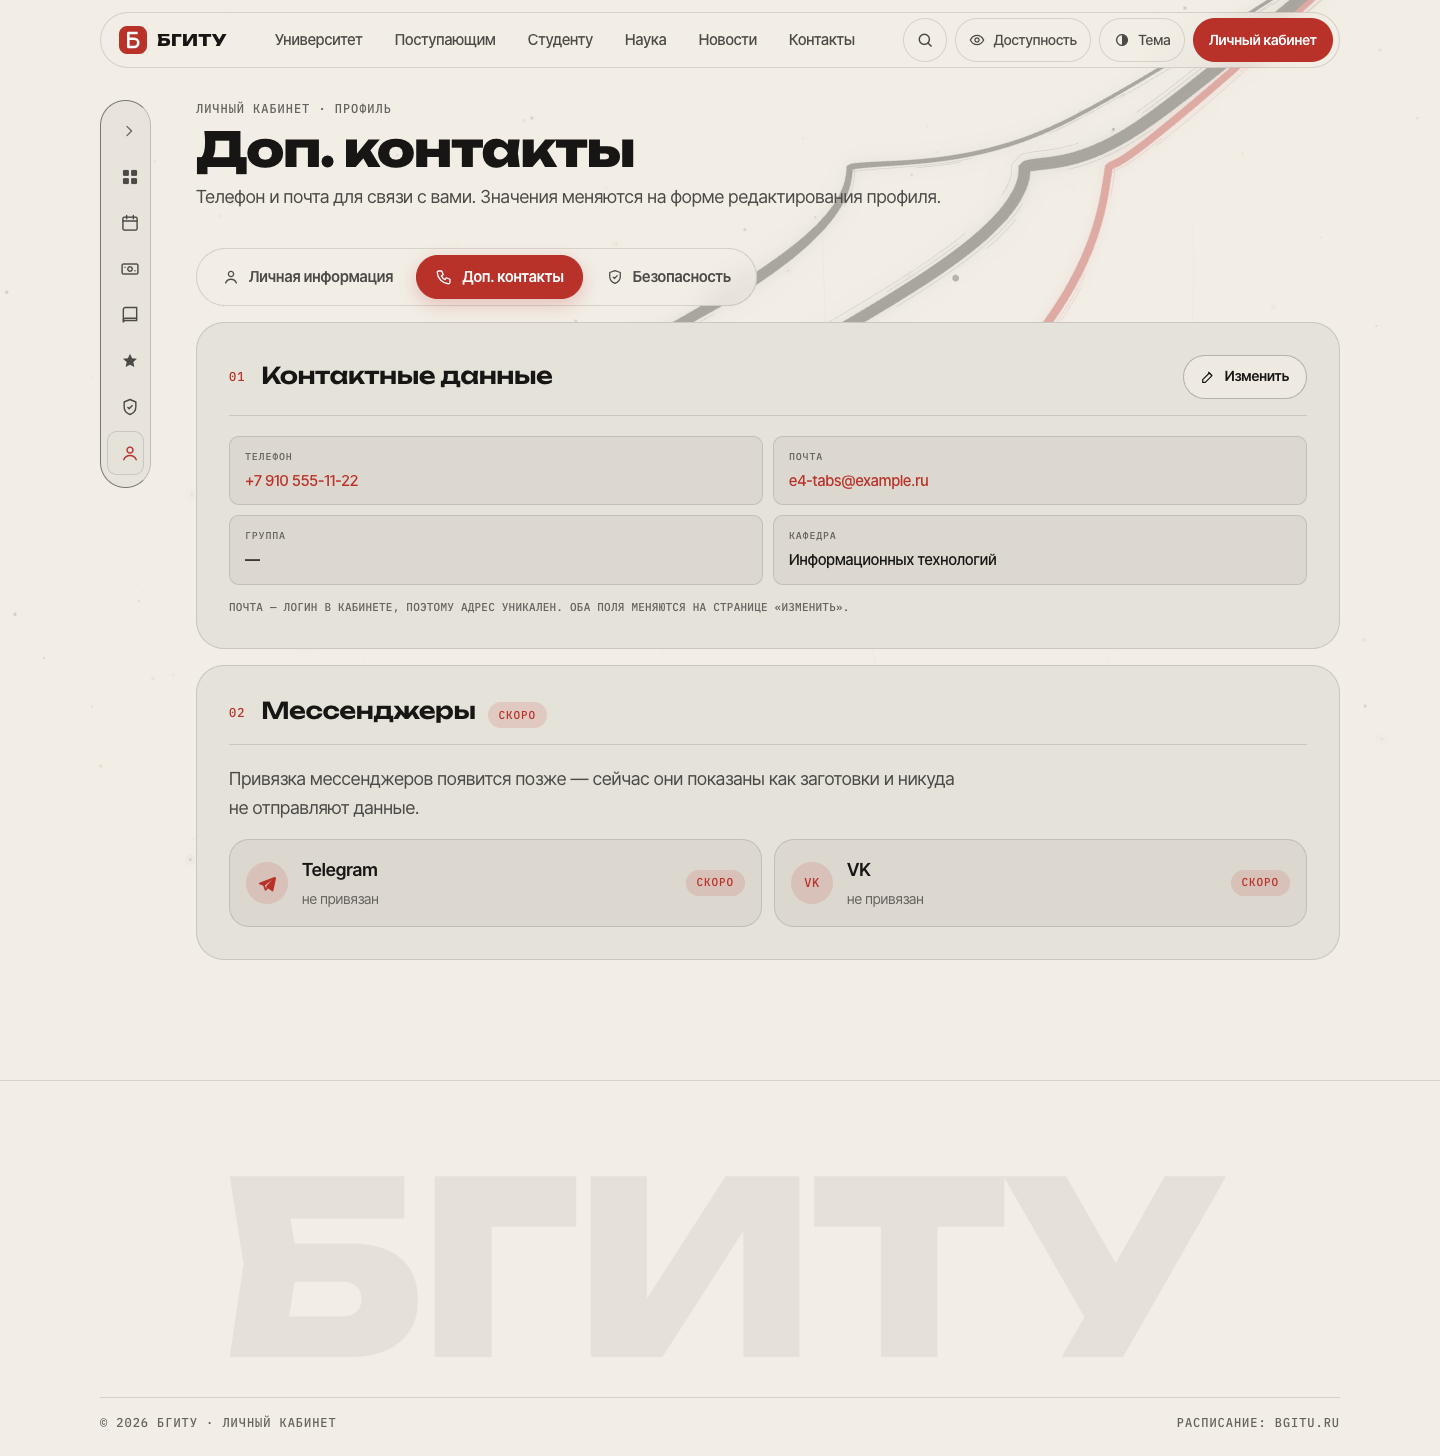 Б БГИТУ Университет Поступающим Студенту Наука Новости Контакты Доступность Тема Личный кабинет
ЛИЧНЫЙ КАБИНЕТ · ПРОФИЛЬ
Доп. контакты
Телефон и почта для связи с вами. Значения меняются на форме редактирования профиля.
Личная информация Доп. контакты Безопасность
01 Контактные данные Изменить
ТЕЛЕФОН
+7 910 555-11-22
ПОЧТА
e4-tabs@example.ru
ГРУППА
—
КАФЕДРА
Информационных технологий
ПОЧТА — ЛОГИН В КАБИНЕТЕ, ПОЭТОМУ АДРЕС УНИКАЛЕН. ОБА ПОЛЯ МЕНЯЮТСЯ НА СТРАНИЦЕ «ИЗМЕНИТЬ».
02 Мессенджеры СКОРО
Привязка мессенджеров появится позже — сейчас они показаны как заготовки и никуда
не отправляют данные.
Telegram
не привязан
СКОРО
VK VK
не привязан
СКОРО
БГИТУ
© 2026 БГИТУ · ЛИЧНЫЙ КАБИНЕТ РАСПИСАНИЕ: BGITU.RU